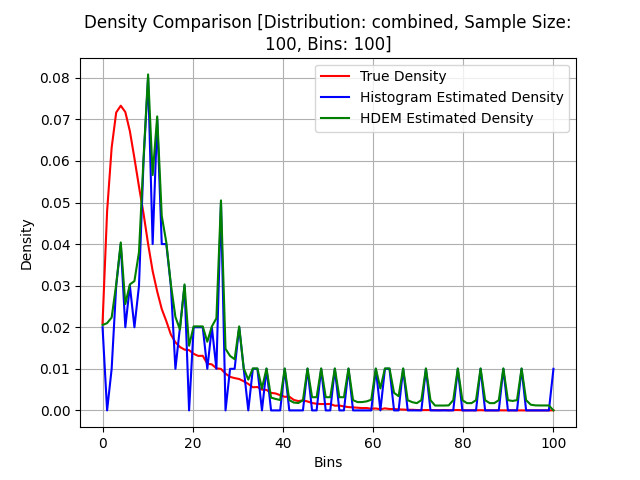 Density Comparison [Distribution: combined, Sample Size:
100, Bins: 100]
True Density
Histogram Estimated Density
HDEM Estimated Density
Density
0.08
0.07
0.06
0.05
0.04
0.03
0.02
0.01
0.00
0 20 40 60 80 100
Bins